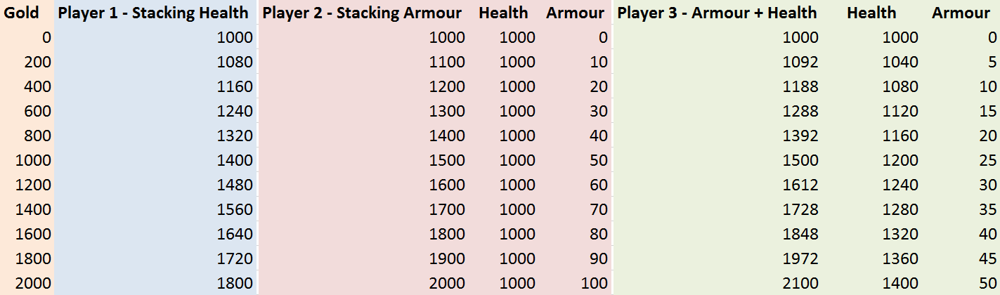 Gold Player 1 - Stacking Health Player 2 - Stacking Armour Health Armour Player 3 - Armour + Health Health Armour
0 1000 1000 1000 0 1000 1000 0
200 1080 1100 1000 10 1092 1040 5
400 1160 1200 1000 20 1188 1080 10
600 1240 1300 1000 30 1288 1120 15
800 1320 1400 1000 40 1392 1160 20
1000 1400 1500 1000 50 1500 1200 25
1200 1480 1600 1000 60 1612 1240 30
1400 1560 1700 1000 70 1728 1280 35
1600 1640 1800 1000 80 1848 1320 40
1800 1720 1900 1000 90 1972 1360 45
2000 1800 2000 1000 100 2100 1400 50